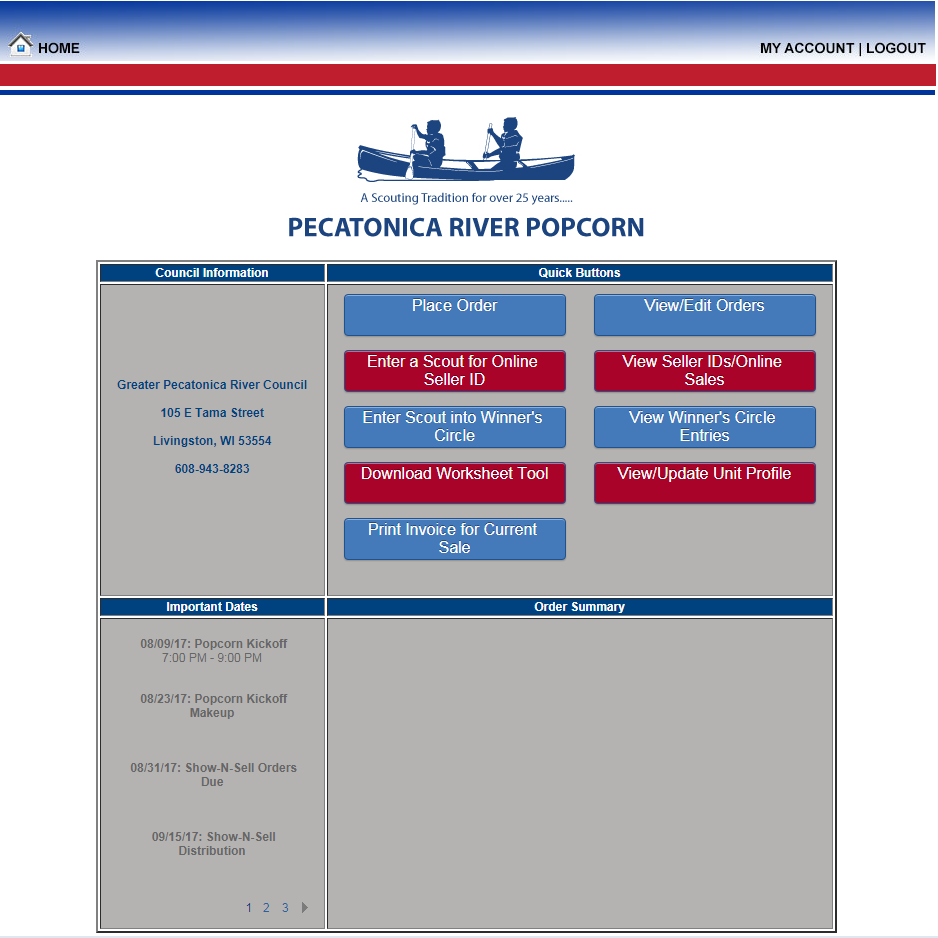 HOME
MY ACCOUNT | LOGOUT
A Scouting Tradition for over 25 years.....
PECATONICA RIVER POPCORN
Council Information
Quick Buttons
Greater Pecatonica River Council
105 E Tama Street
Livingston, WI 53554
608-943-8283
Place Order
View/Edit Orders
Enter a Scout for Online
Seller ID
View Seller IDs/Online
Sales
Enter Scout into Winner's
Circle
View Winner's Circle
Entries
Download Worksheet Tool
View/Update Unit Profile
Print Invoice for Current
Sale
Important Dates
Order Summary
08/09/17: Popcorn Kickoff
7:00 PM - 9:00 PM
08/23/17: Popcorn Kickoff
Makeup
08/31/17: Show-N-Sell Orders
Due
09/15/17: Show-N-Sell
Distribution
1 2 3